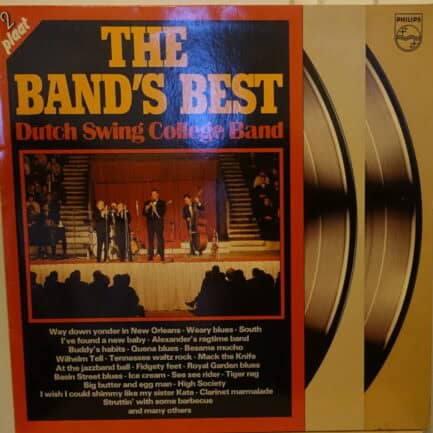 2
plaat
PHILIPS
THE
BAND'S BEST
Dutch Swing College Band
Way down yonder in New Orleans · Weary blues · South
I've found a new baby · Alexander's ragtime band
Buddy's habits · Quena blues · Besame mucho
Wilhelm Tell · Tennessee waltz rock · Mack the Knife
At the jazzband ball · Fidgety feet · Royal Garden blues
Basin Street blues · Ice cream · See see rider · Tiger rag
Big butter and egg man · High Society
I wish I could shimmy like my sister Kate · Clarinet marmalade
Struttin' with some barbecue
and many others